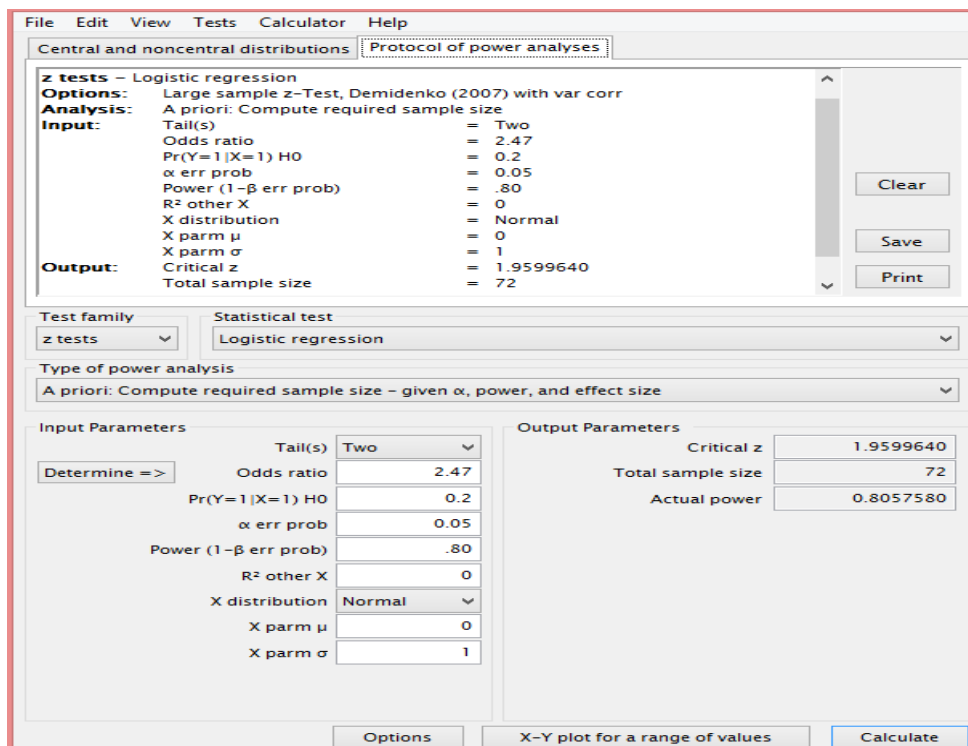 File Edit View Tests Calculator Help
Central and noncentral distributions Protocol of power analyses
z tests – Logistic regression
Options: Large sample z-Test, Demidenko (2007) with var corr
Analysis: A priori: Compute required sample size
Input: Tail(s) = Two
Odds ratio = 2.47
Pr(Y=1|X=1) H0 = 0.2
α err prob = 0.05
Power (1-β err prob) = .80
R² other X = 0
X distribution = Normal
X parm μ = 0
X parm σ = 1
Output: Critical z = 1.9599640
Total sample size = 72
Clear
Save
Print
Test family Statistical test
z tests Logistic regression
Type of power analysis
A priori: Compute required sample size – given α, power, and effect size
Input Parameters
Tail(s) Two
Determine => Odds ratio 2.47
Pr(Y=1|X=1) H0 0.2
α err prob 0.05
Power (1-β err prob) .80
R² other X 0
X distribution Normal
X parm μ 0
X parm σ 1
Output Parameters
Critical z 1.9599640
Total sample size 72
Actual power 0.8057580
Options X-Y plot for a range of values Calculate